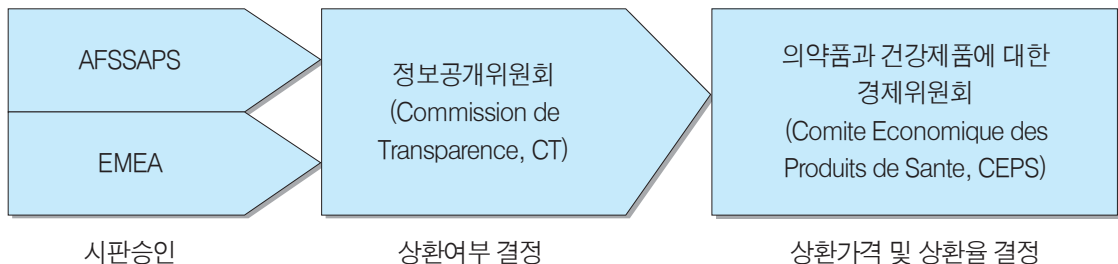 AFSSAPS
EMEA
정보공개위원회
(Commission de
Transparence, CT)
의약품과 건강제품에 대한
경제위원회
(Comite Economique des
Produits de Sante, CEPS)
시판승인
상환여부 결정
상환가격 및 상환율 결정